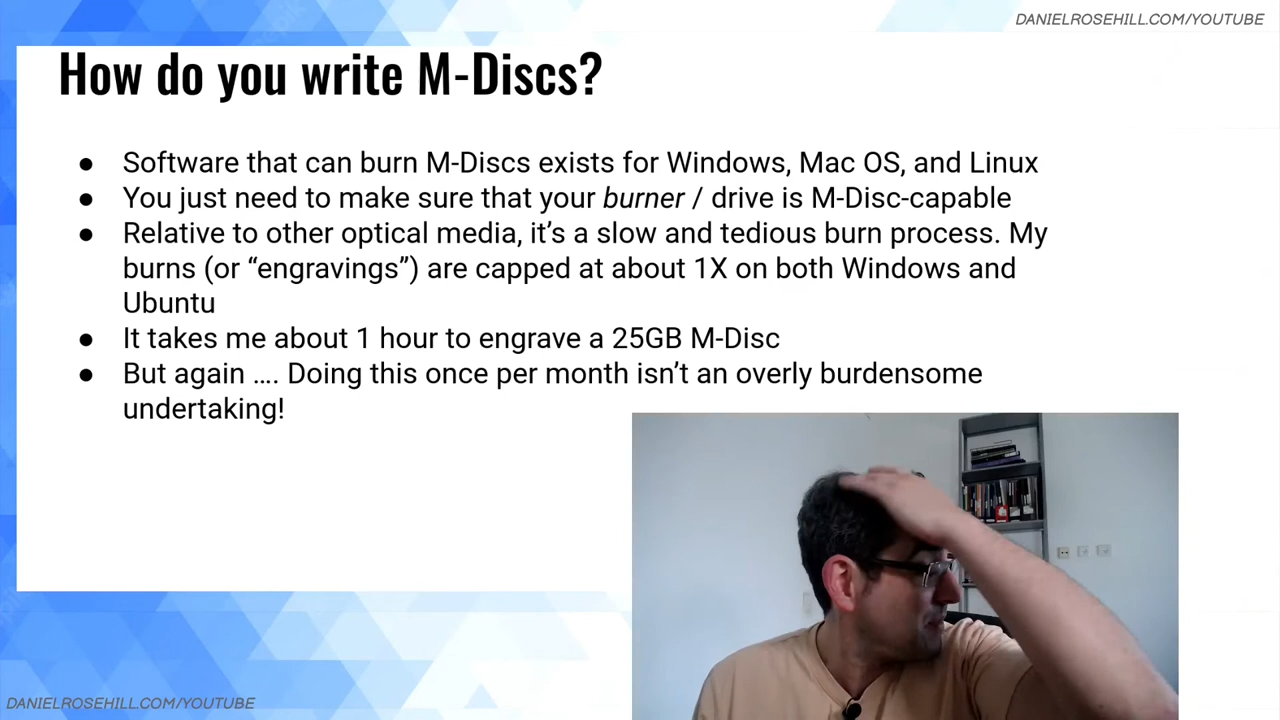 DANIELROSEHILL.COM/YOUTUBE
How do you write M-Discs?
● Software that can burn M-Discs exists for Windows, Mac OS, and Linux
● You just need to make sure that your burner / drive is M-Disc-capable
● Relative to other optical media, it’s a slow and tedious burn process. My
burns (or “engravings”) are capped at about 1X on both Windows and
Ubuntu
● It takes me about 1 hour to engrave a 25GB M-Disc
● But again …. Doing this once per month isn’t an overly burdensome
undertaking!
DANIELROSEHILL.COM/YOUTUBE